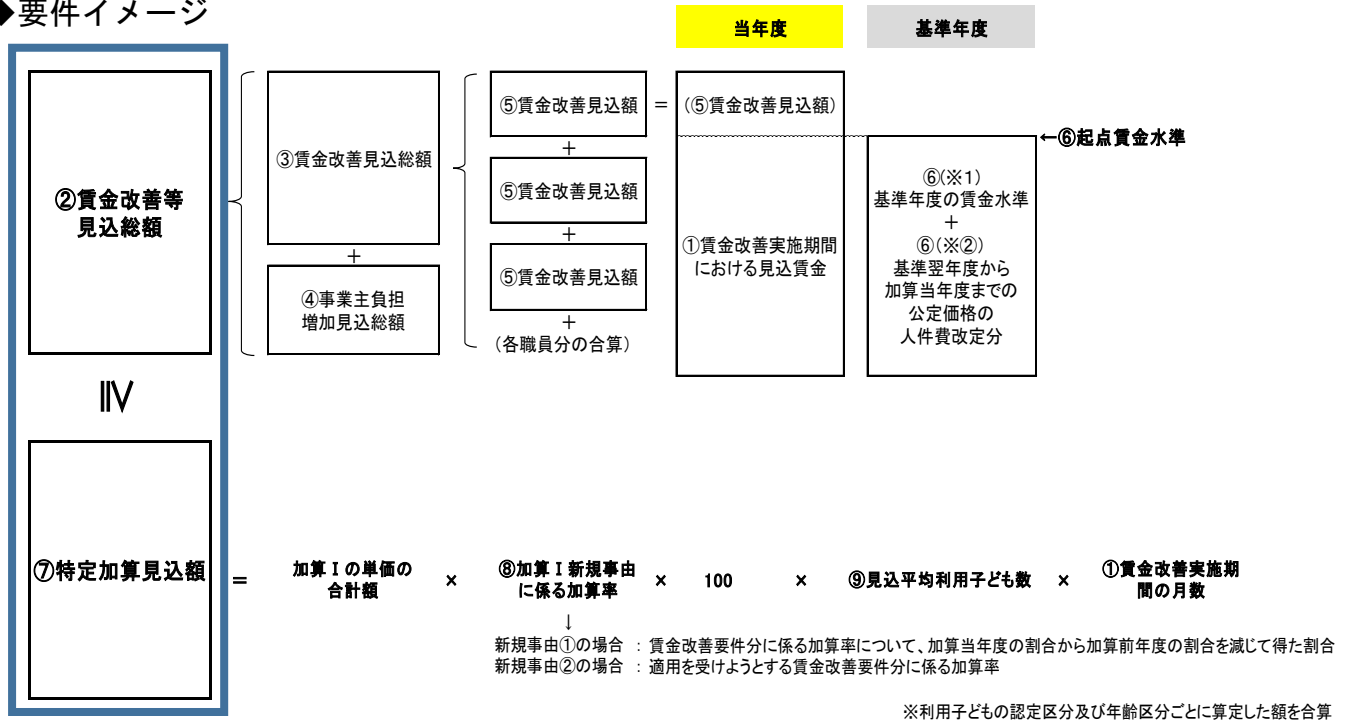 ◆要件イメージ
当年度
基準年度
②賃金改善等
見込総額
③賃金改善見込総額
+
④事業主負担
増加見込総額
⑤賃金改善見込額
+
⑤賃金改善見込額
+
⑤賃金改善見込額
+
(各職員分の合算)
=
(⑤賃金改善見込額)
①賃金改善実施期間
における見込賃金
←⑥起点賃金水準
⑥(※1)
基準年度の賃金水準
+
⑥(※②)
基準翌年度から
加算当年度までの
公定価格の
人件費改定分
≧
⑦特定加算見込額
=
加算Ⅰの単価の
合計額
×
⑧加算Ⅰ新規事由
に係る加算率
×
100
×
⑨見込平均利用子ども数
×
①賃金改善実施期
間の月数
↓
新規事由①の場合 : 賃金改善要件分に係る加算率について、加算当年度の割合から加算前年度の割合を減じて得た割合
新規事由②の場合 : 適用を受けようとする賃金改善要件分に係る加算率
※利用子どもの認定区分及び年齢区分ごとに算定した額を合算